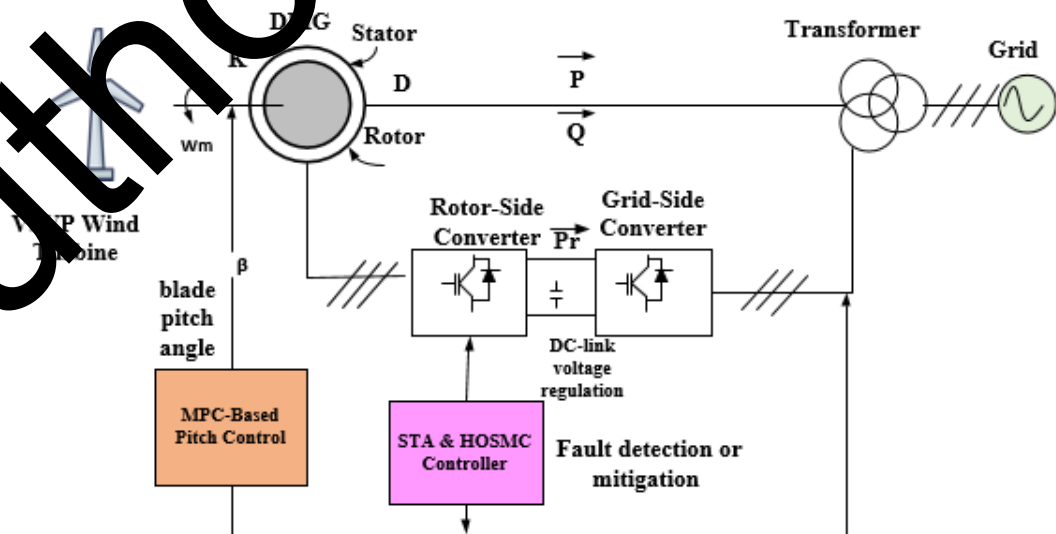 Stator
Transformer
Grid
D
P
Q
Rotor
Wm
Wind
Rotor-Side
Converter
Pr
Grid-Side
Converter
β
blade
pitch
angle
DC-link
voltage
regulation
MPC-Based
Pitch Control
STA & HOSMC
Controller
Fault detection or
mitigation